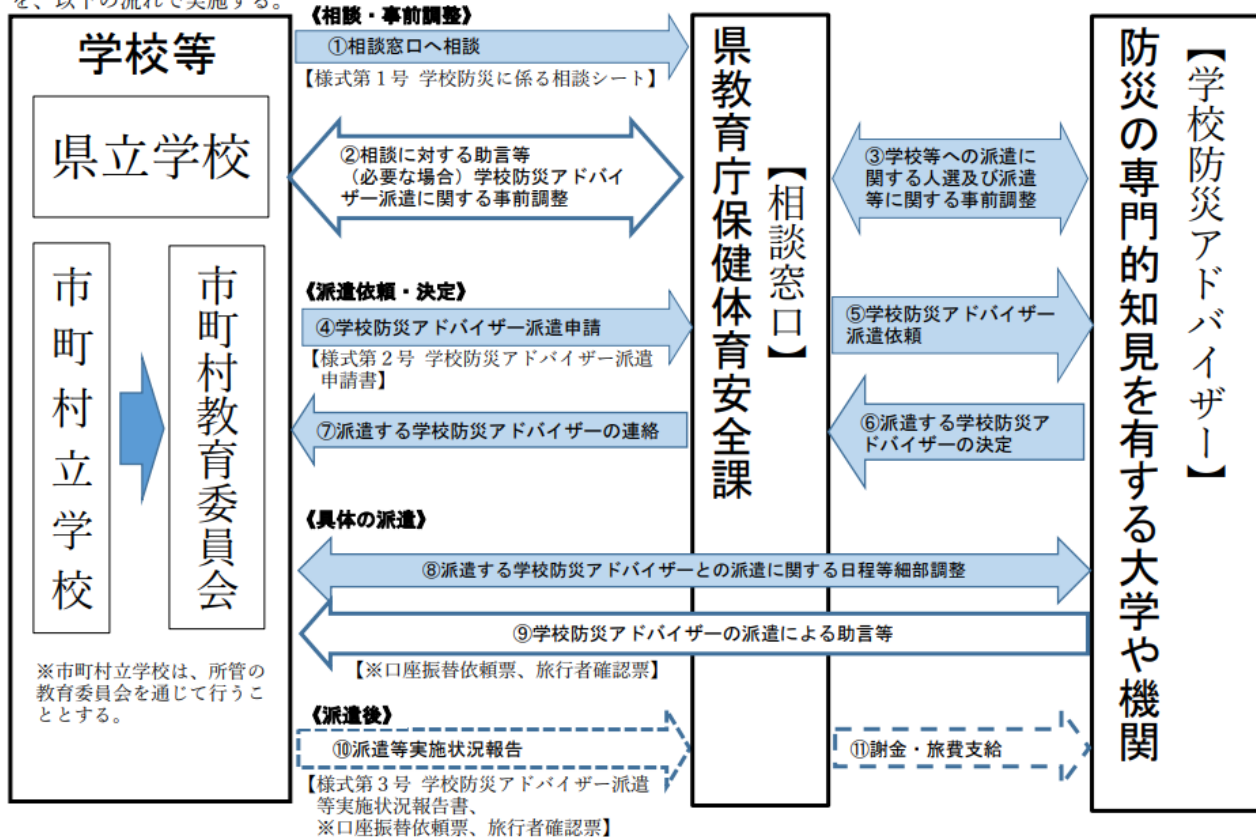 を、以下の流れで実施する。
学校等
県立学校
市町村立学校
市町村教育委員会
※市町村立学校は、所管の
教育委員会を通じて行うこ
ととする。
《相談・事前調整》
①相談窓口へ相談
【様式第1号 学校防災に係る相談シート】
②相談に対する助言等
(必要な場合)学校防災アドバイ
ザー派遣に関する事前調整
《派遣依頼・決定》
④学校防災アドバイザー派遣申請
【様式第2号 学校防災アドバイザー派遣
申請書】
⑦派遣する学校防災アドバイザーの連絡
《具体の派遣》
⑧派遣する学校防災アドバイザーとの派遣に関する日程等細部調整
⑨学校防災アドバイザーの派遣による助言等
【※口座振替依頼票、旅行者確認票】
《派遣後》
⑩派遣等実施状況報告
【様式第3号 学校防災アドバイザー派遣
等実施状況報告書、
※口座振替依頼票、旅行者確認票】
県教育庁保健体育安全課
【相談窓口】
③学校等への派遣に
関する人選及び派遣
等に関する事前調整
⑤学校防災アドバイザー
派遣依頼
⑥派遣する学校防災ア
ドバイザーの決定
⑪謝金・旅費支給
【学校防災アドバイザー】
防災の専門的知見を有する大学や機関